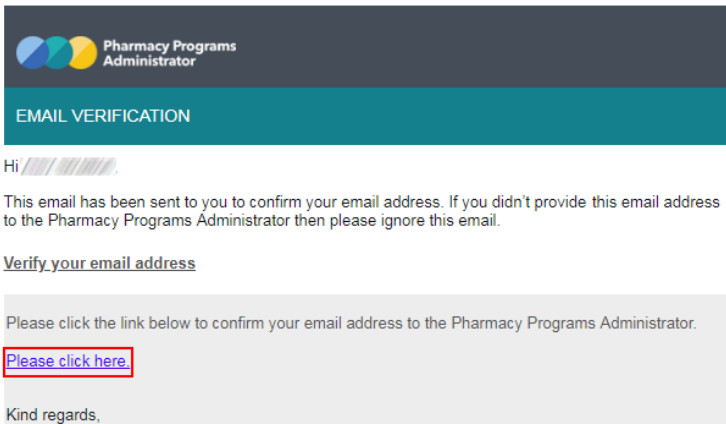 Pharmacy Programs
Administrator
EMAIL VERIFICATION
Hi
This email has been sent to you to confirm your email address. If you didn't provide this email address
to the Pharmacy Programs Administrator then please ignore this email.
Verify your email address
Please click the link below to confirm your email address to the Pharmacy Programs Administrator.
Please click here.
Kind regards,